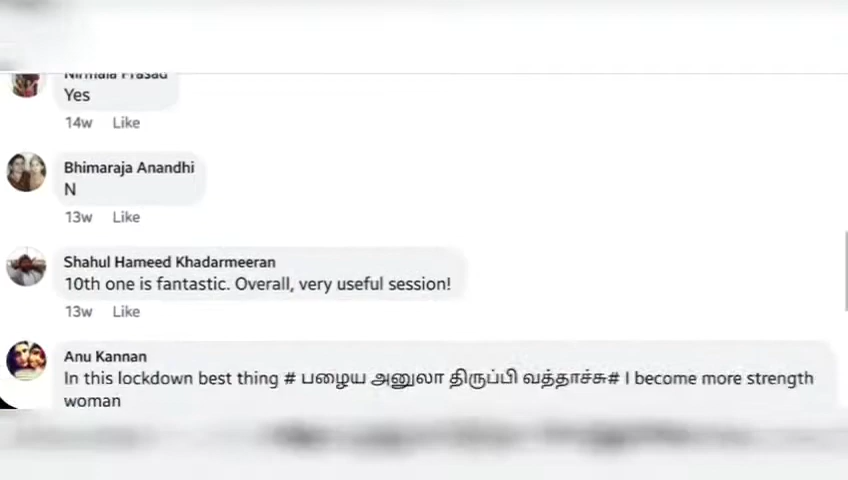 Nirmala Prasad
Yes
14w Like
Bhimaraja Anandhi
N
13w Like
Shahul Hameed Khadarmeeran
10th one is fantastic. Overall, very useful session!
13w Like
Anu Kannan
In this lockdown best thing # பழைய அனுலா திருப்பி வத்தாச்சு# I become more strength
woman